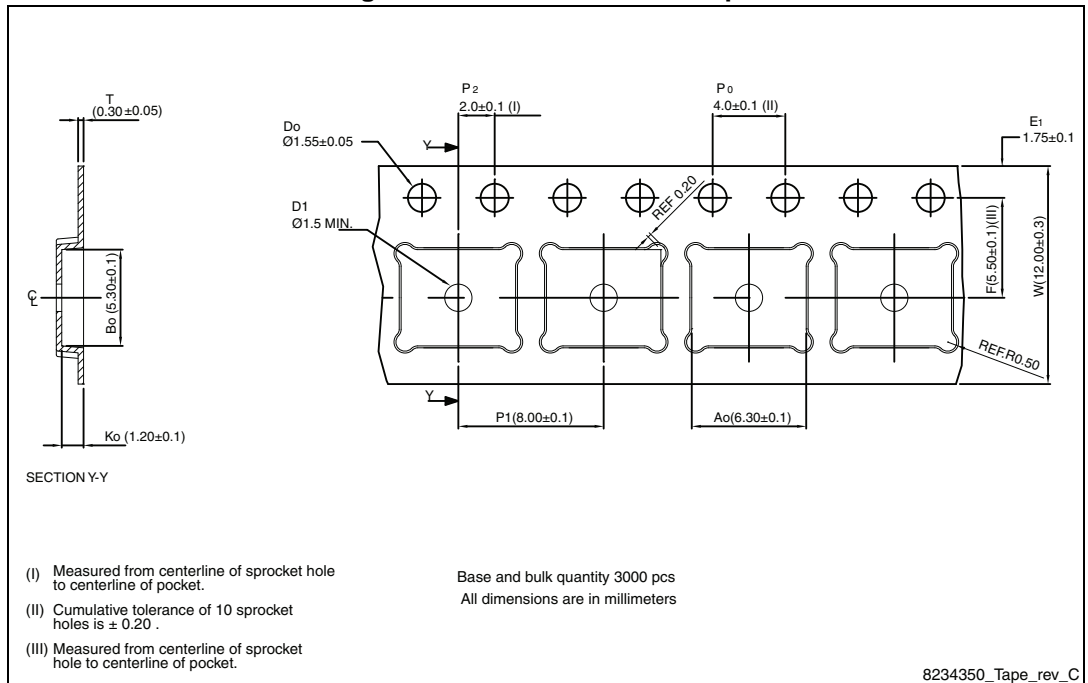 T
(0.30 ±0.05)
P2
2.0±0.1 (I)
Po
4.0±0.1 (II)
Do
Ø1.55±0.05
E1
1.75±0.1
Y
D1
Ø1.5 MIN.
REF 0.20
F(5.50±0.1)(III)
W(12.00±0.3)
CL
Bo (5.30±0.1)
REF.R0.50
Y
P1(8.00±0.1)
Ao(6.30±0.1)
Ko (1.20±0.1)
SECTION Y-Y
(I) Measured from centerline of sprocket hole
to centerline of pocket.
(II) Cumulative tolerance of 10 sprocket
holes is ± 0.20 .
(III) Measured from centerline of sprocket
hole to centerline of pocket.
Base and bulk quantity 3000 pcs
All dimensions are in millimeters
8234350_Tape_rev_C